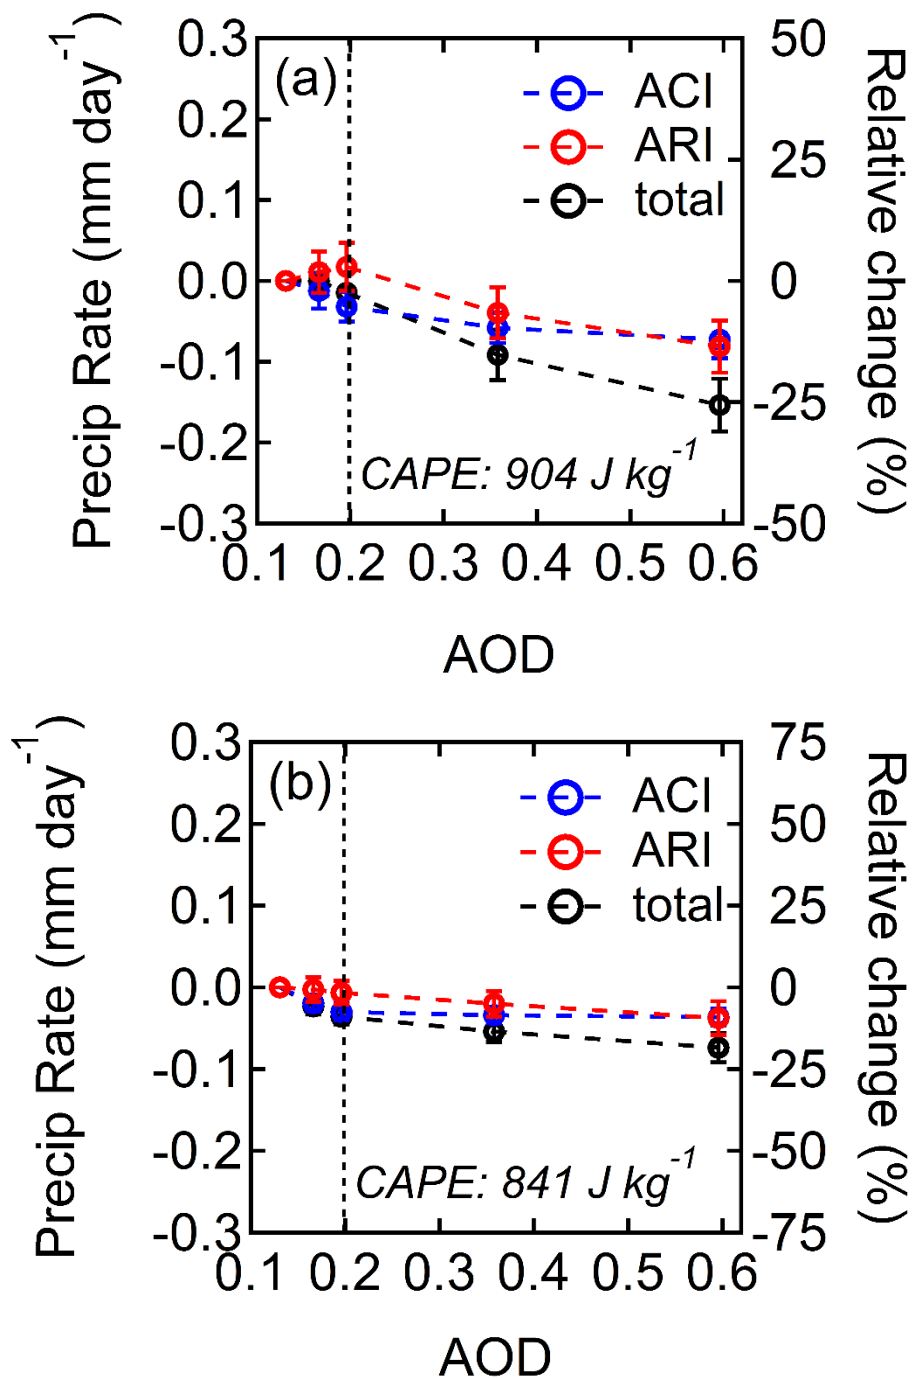 (a)
ACI
ARI
total
CAPE: 904 J kg-1
Precip Rate (mm day-1)
0.3
0.2
0.1
0.0
-0.1
-0.2
-0.3
50
25
0
-25
-50
Relative change (%)
0.1 0.2 0.3 0.4 0.5 0.6
AOD
(b)
ACI
ARI
total
CAPE: 841 J kg-1
Precip Rate (mm day-1)
0.3
0.2
0.1
0.0
-0.1
-0.2
-0.3
75
50
25
0
-25
-50
-75
Relative change (%)
0.1 0.2 0.3 0.4 0.5 0.6
AOD